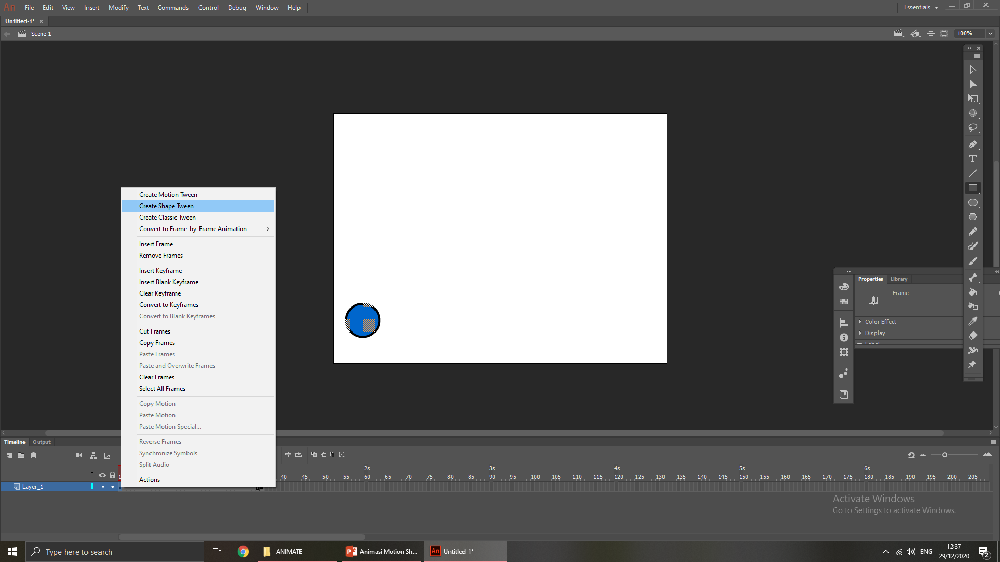 An File Edit View Insert Modify Text Commands Control Debug Window Help Essentials
Untitled-1*
Scene 1 100%
Create Motion Tween
Create Shape Tween
Create Classic Tween
Convert to Frame-by-Frame Animation
Insert Frame
Remove Frames
Insert Keyframe
Insert Blank Keyframe
Clear Keyframe
Convert to Keyframes
Convert to Blank Keyframes
Cut Frames
Copy Frames
Paste Frames
Paste and Overwrite Frames
Clear Frames
Select All Frames
Copy Motion
Paste Motion
Paste Motion Special...
Reverse Frames
Synchronize Symbols
Split Audio
Actions
Properties Library
Frame
Color Effect
Display
Timeline Output
2s 3s 4s 5s 6s
1 40 45 50 55 60 65 70 75 80 85 90 95 100 105 110 115 120 125 130 135 140 145 150 155 160 165 170 175 180 185 190 195 200 205
Layer_1
Activate Windows
Go to Settings to activate Windows.
Type here to search
ANIMATE
Animasi Motion Sh...
An Untitled-1*
ENG
12:37
29/12/2020
2